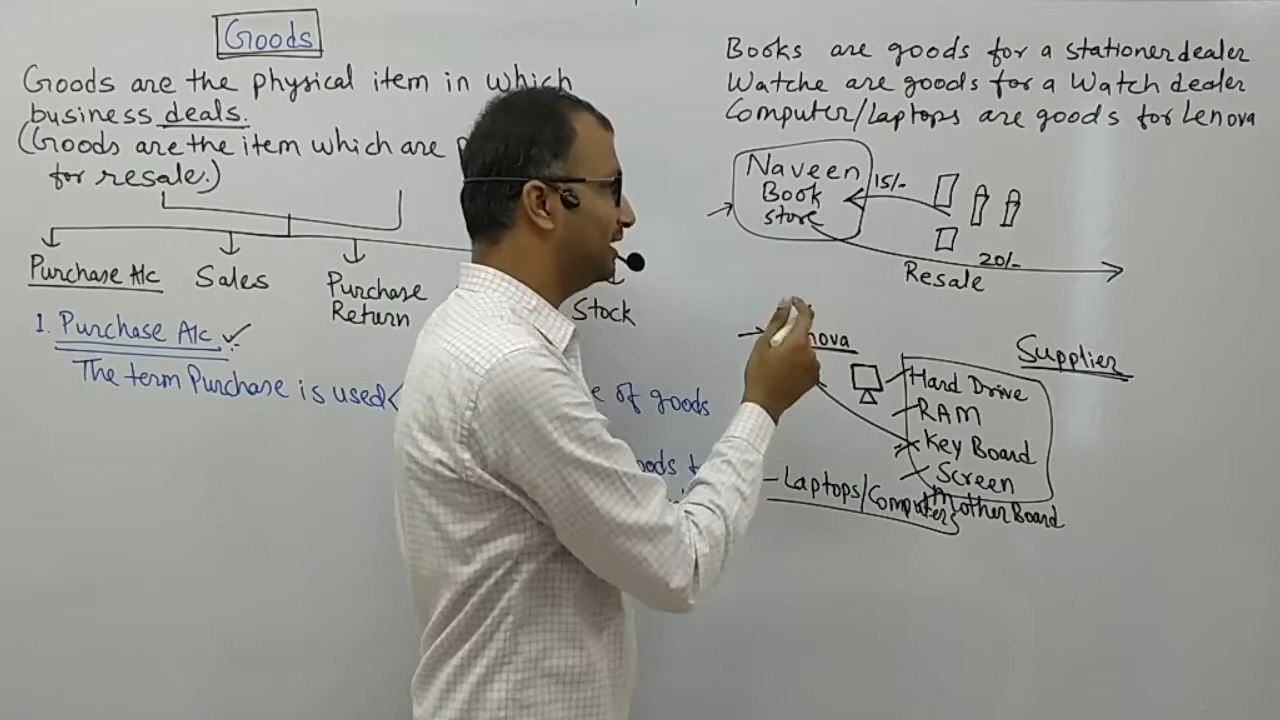 Goods
Goods are the physical item in which
business deals.
(Goods are the item which are
for resale.)
Purchase A/c
Sales
Purchase
Return
Stock
1. Purchase A/c ✓
The term Purchase is used
of goods
Books are goods for a stationer dealer
Watche are goods for a Watch dealer
Computer/Laptops are goods for Lenova
Naveen
Book
store
15/-
20/-
Resale
nova
Supplier
Hard Drive
RAM
Key Board
Screen
Mother Board
- Laptops/Computers